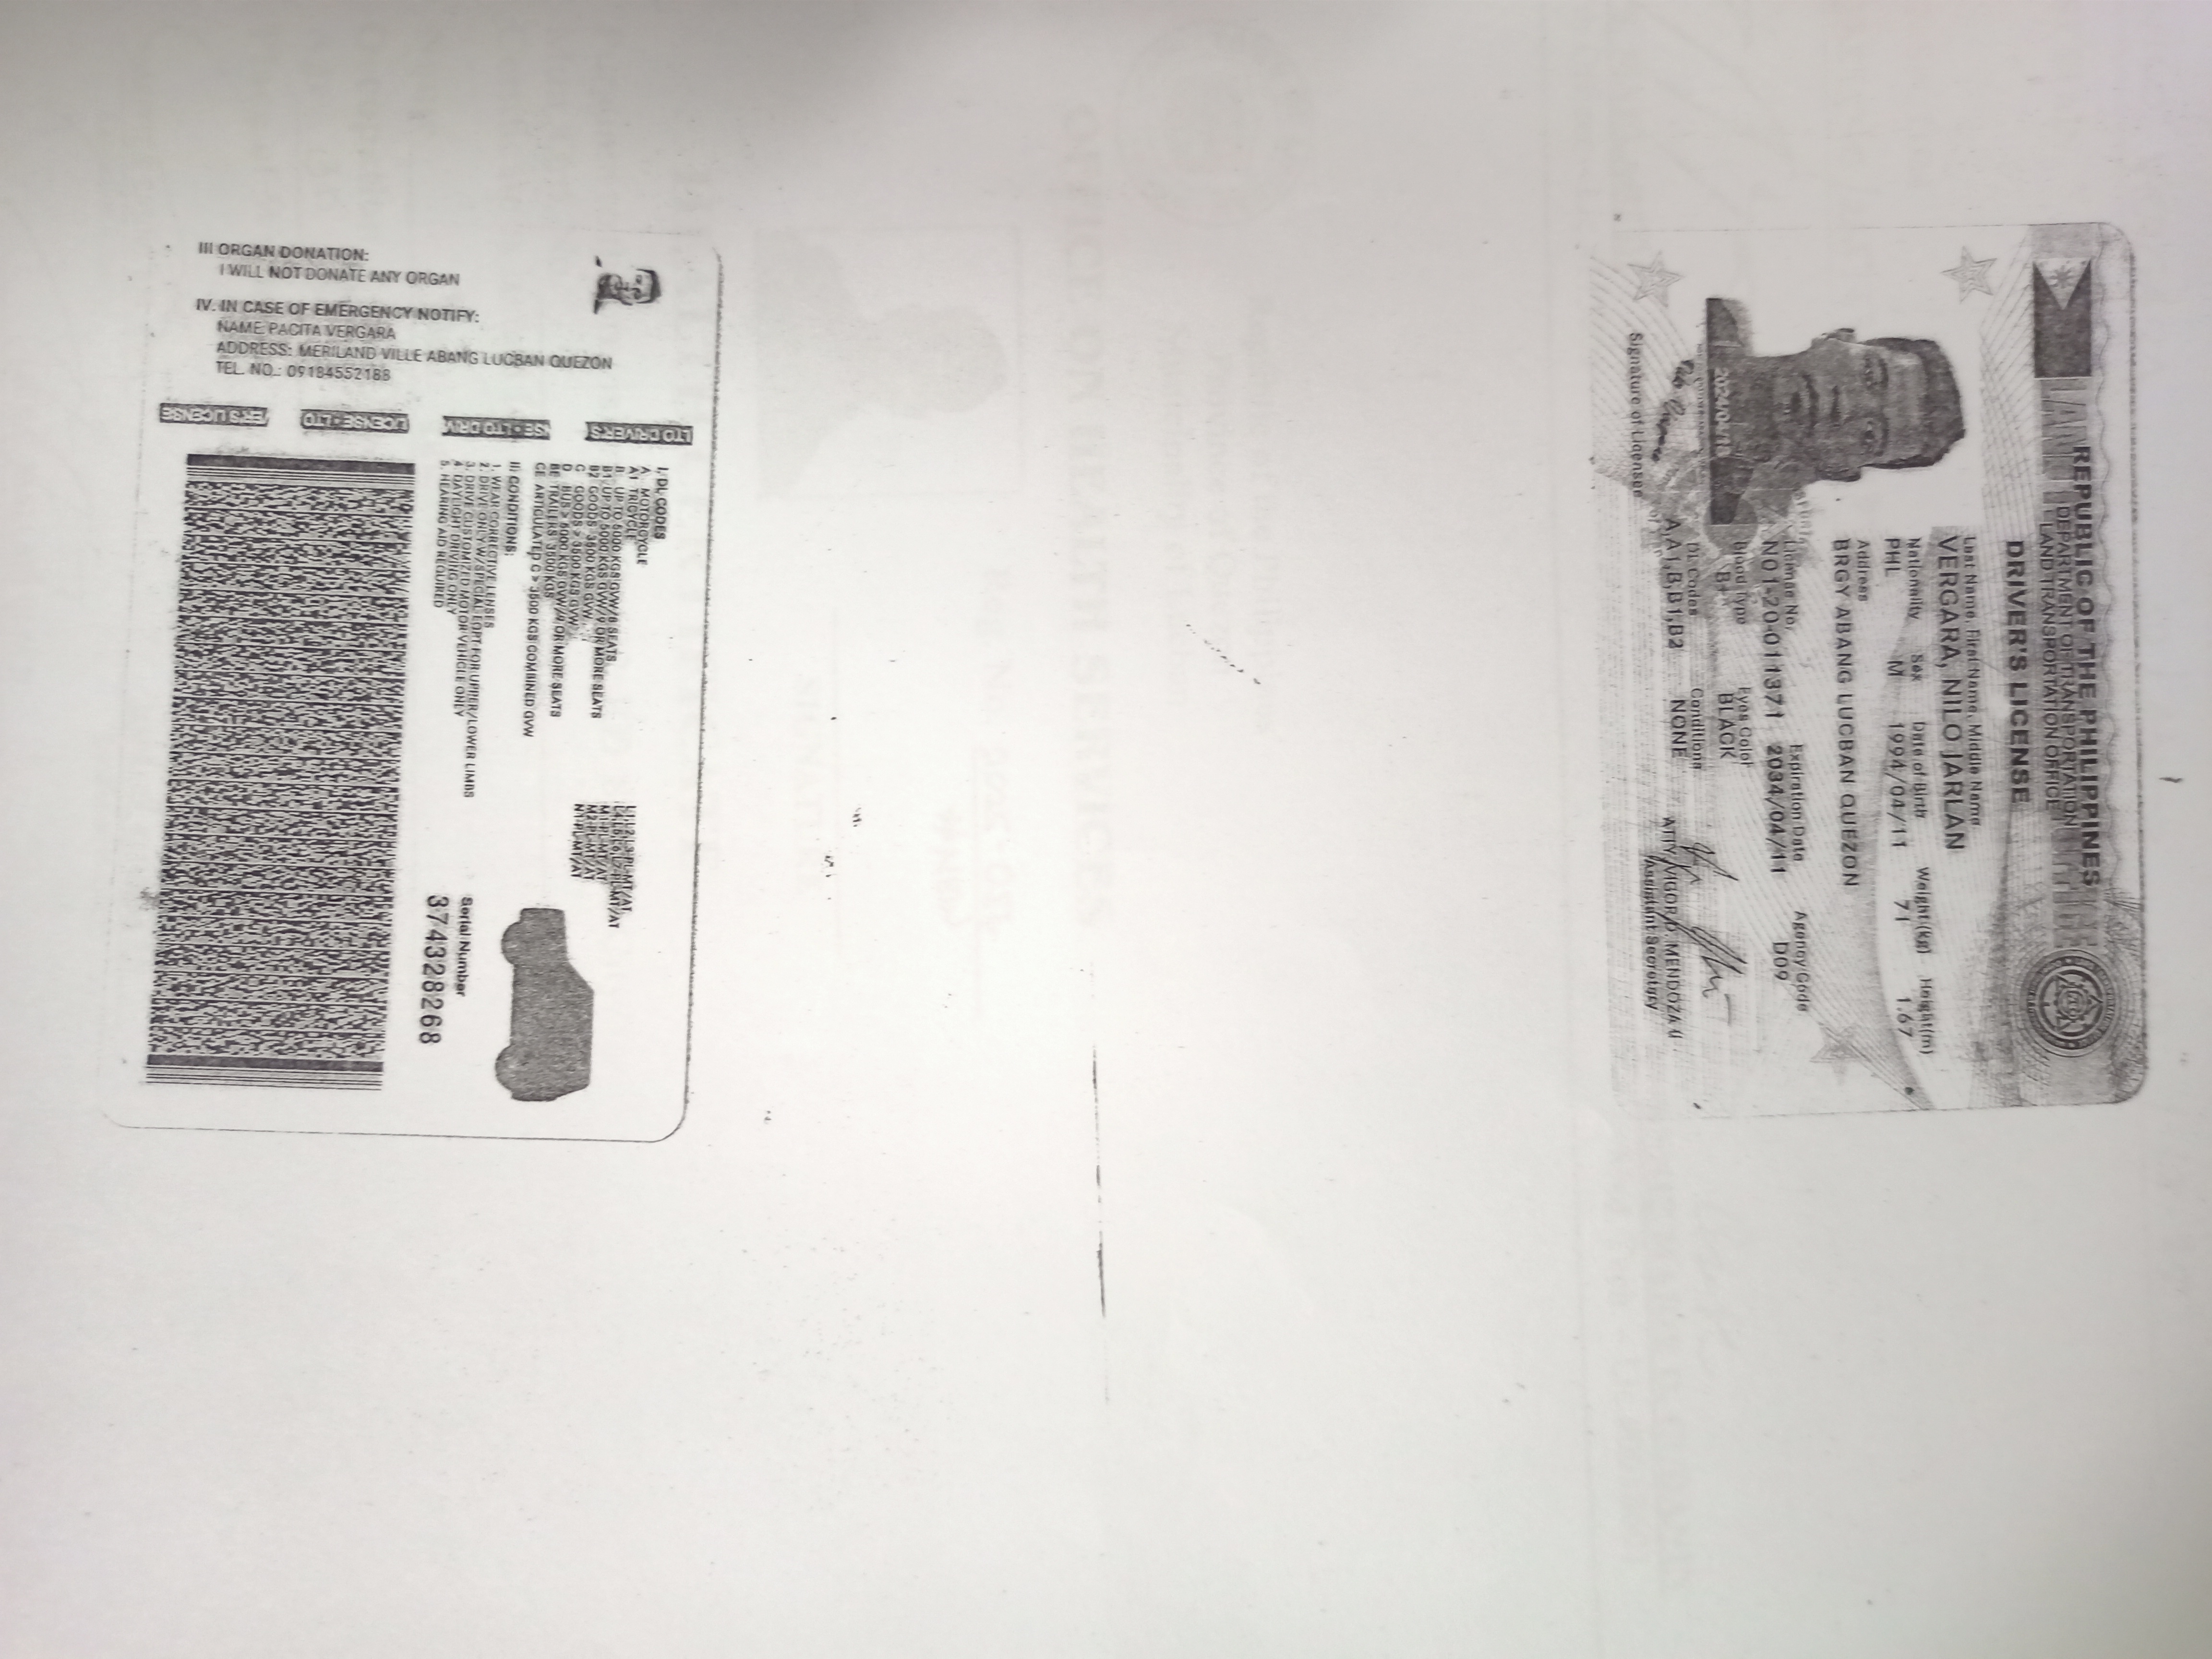 REPUBLIC OF THE PHILIPPINES
DEPARTMENT OF TRANSPORTATION
LAND TRANSPORTATION OFFICE
DRIVER'S LICENSE
Last Name, First Name, Middle Name
VERGARA, NILO JARLAN
Nationality Sex Date of Birth Weight (kg) Height(m)
PHL M 1994/04/11 71 1.67
Address
BRGY ABANG LUCBAN QUEZON
License No. Expiration Date Agency Code
N01-20-011371 2034/04/11 D09
Blood Type Eyes Color
B+ BLACK
2024/04/18
DL Codes Conditions
A,A1,B,B1,B2 NONE
ATTY. VIGOR D. MENDOZA II
Assistant Secretary
Signature of Licensee
Republic of the Philippines
Province of Quezon
Municipality of Lucban
OFFICE ON HEALTH SERVICES
Reg. No.
SIGNATURE
I. DL CODES
A MOTORCYCLE L1,L2,L3-PL-MT/AT
A1 TRICYCLE L4,L5,L6,L7-PL-MT/AT
B UP TO 5000 KGS GVW/8 SEATS M1-PL-MT/AT
B1 UP TO 5000 KGS GVW/9 OR MORE SEATS M2-PL-MT/AT
B2 GOODS 3500 KGS GVW N1-PL-MT/AT
C GOODS > 3500 KGS GVW
D BUS > 5000 KGS GVW/9 OR MORE SEATS
BE TRAILERS 3500 KGS
CE ARTICULATED C > 3500 KGS COMBINED GVW
II. CONDITIONS:
1. WEAR CORRECTIVE LENSES
2. DRIVE ONLY W/SPECIAL EQPT FOR UPPER/LOWER LIMBS
3. DRIVE CUSTOMIZED MOTOR VEHICLE ONLY
4. DAYLIGHT DRIVING ONLY
5. HEARING AID REQUIRED
Serial Number
374328268
III ORGAN DONATION:
I WILL NOT DONATE ANY ORGAN
IV. IN CASE OF EMERGENCY NOTIFY:
NAME: PACITA VERGARA
ADDRESS: MERILAND VILLE ABANG LUCBAN QUEZON
TEL. NO.: 09184552188